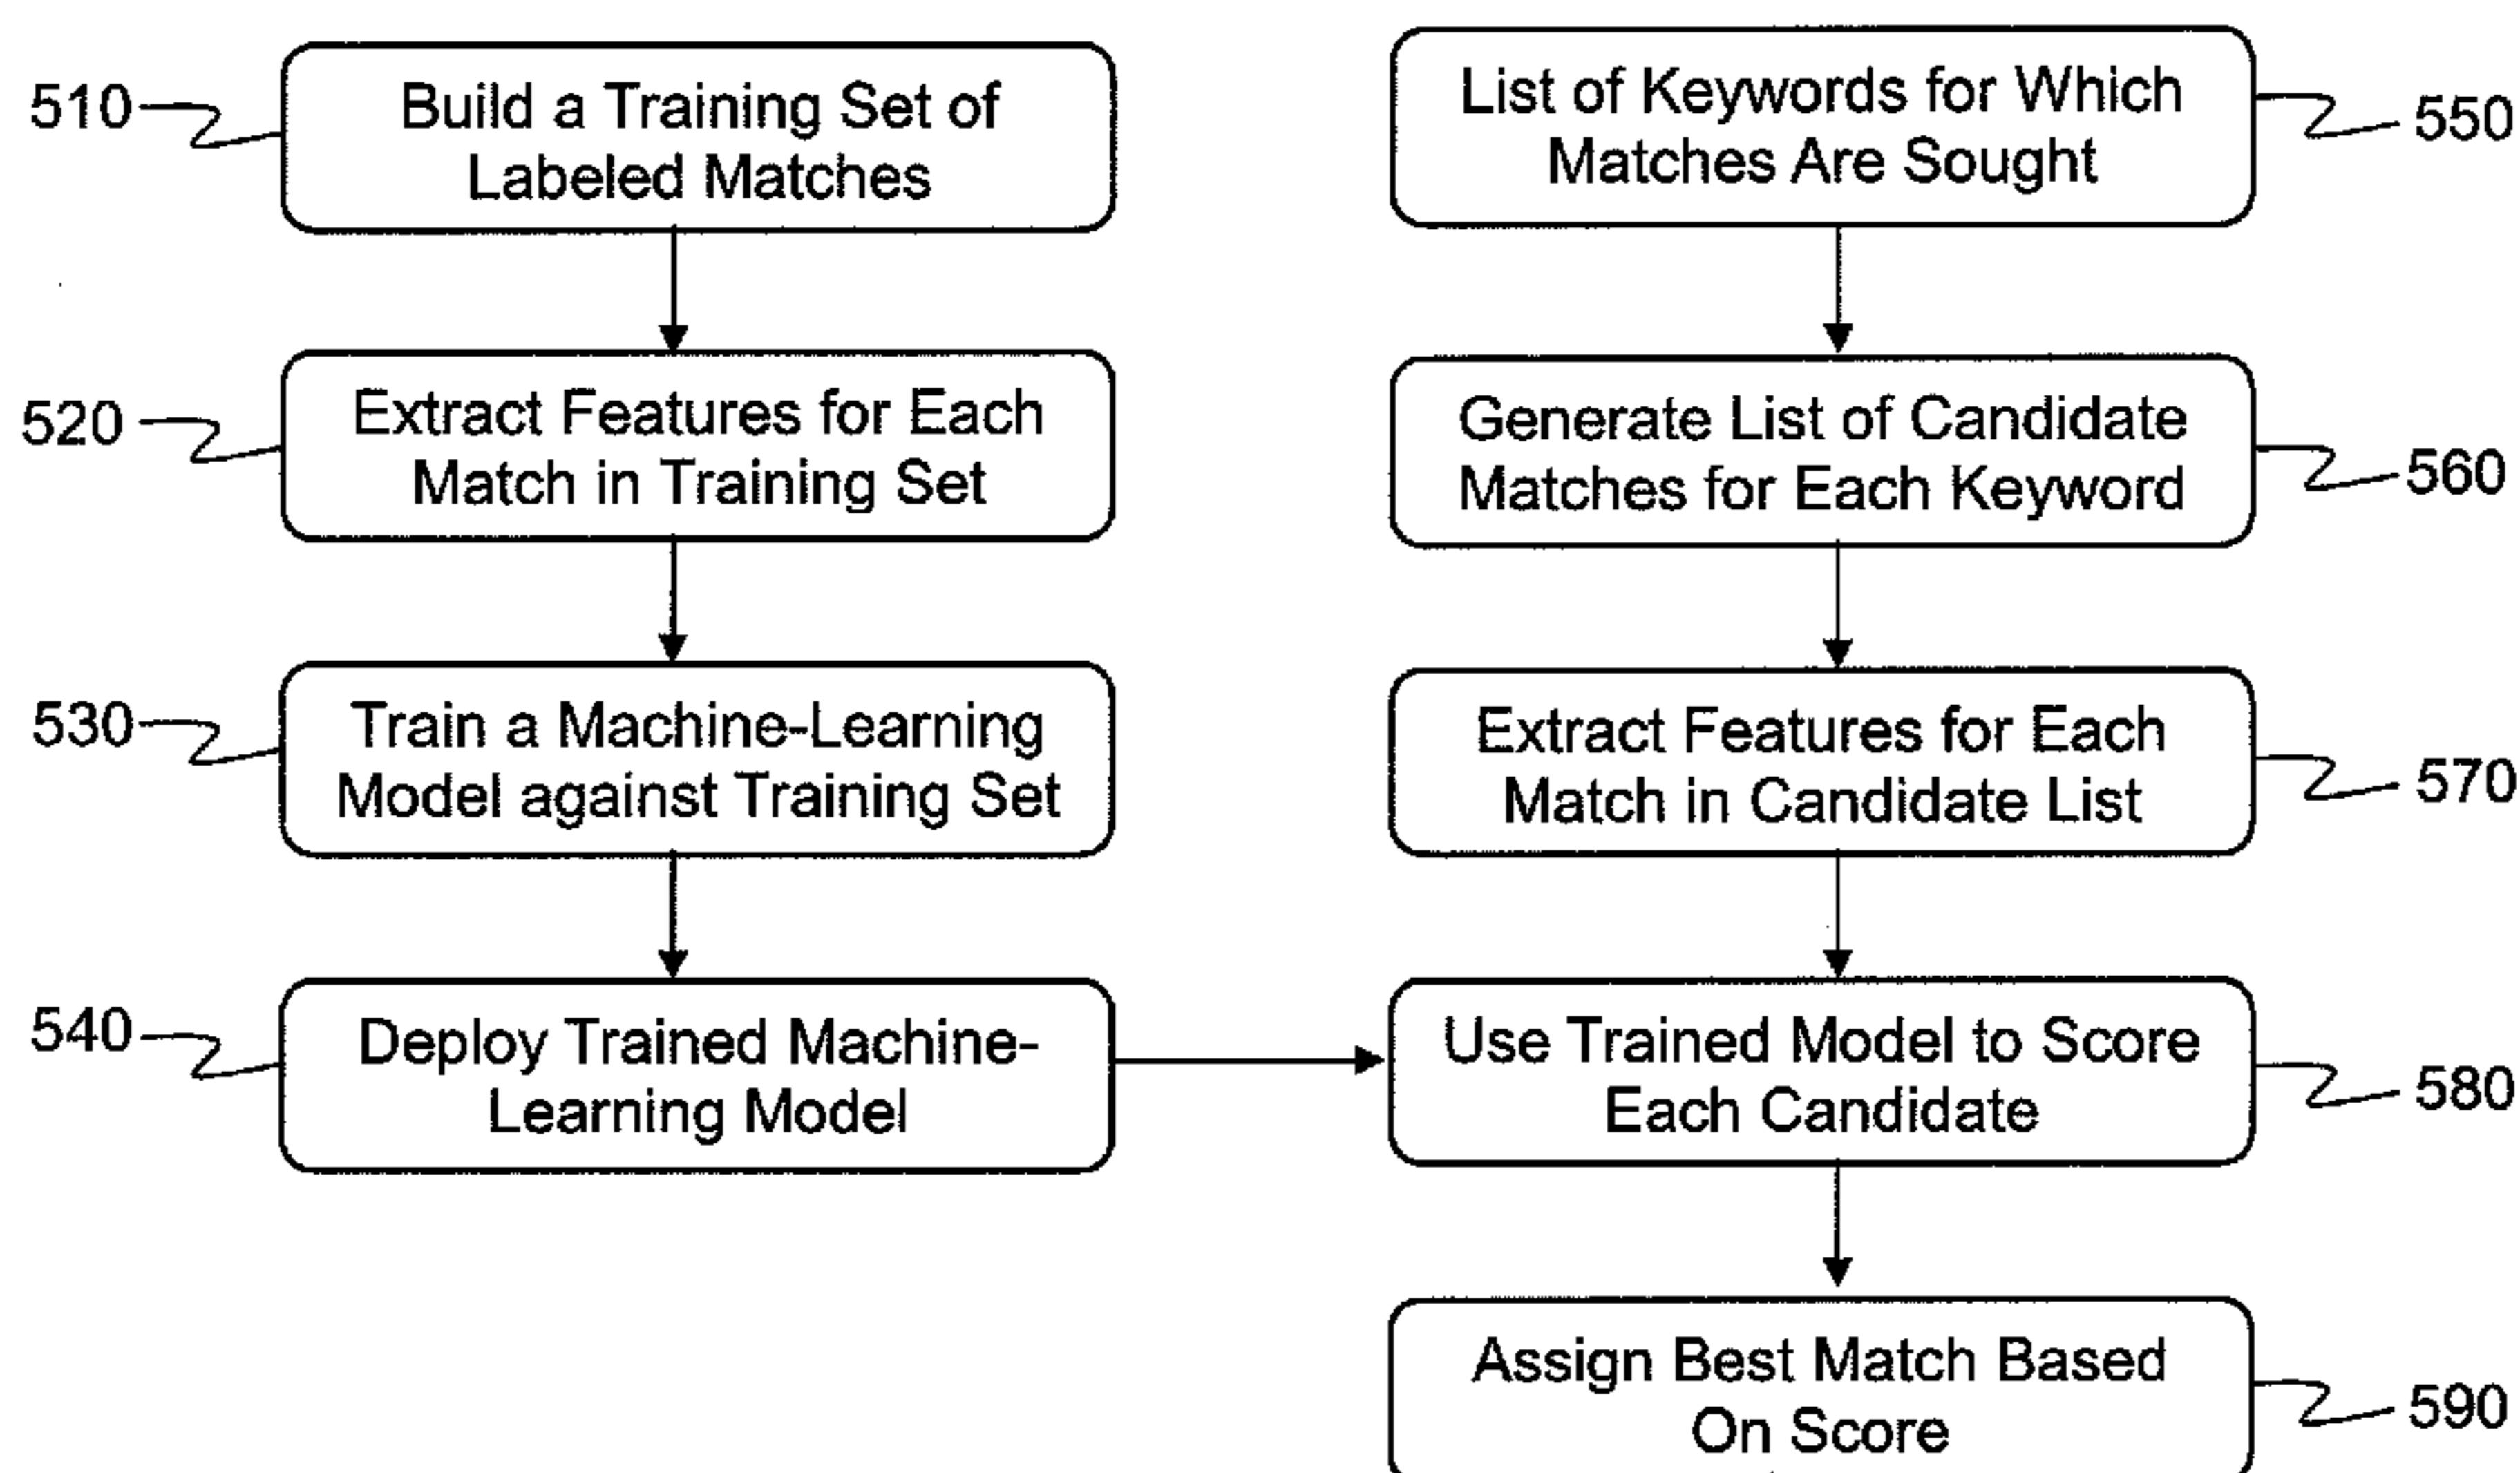 510
Build a Training Set of
Labeled Matches
520
Extract Features for Each
Match in Training Set
530
Train a Machine-Learning
Model against Training Set
540
Deploy Trained Machine-
Learning Model
List of Keywords for Which
Matches Are Sought
550
Generate List of Candidate
Matches for Each Keyword
560
Extract Features for Each
Match in Candidate List
570
Use Trained Model to Score
Each Candidate
580
Assign Best Match Based
On Score
590